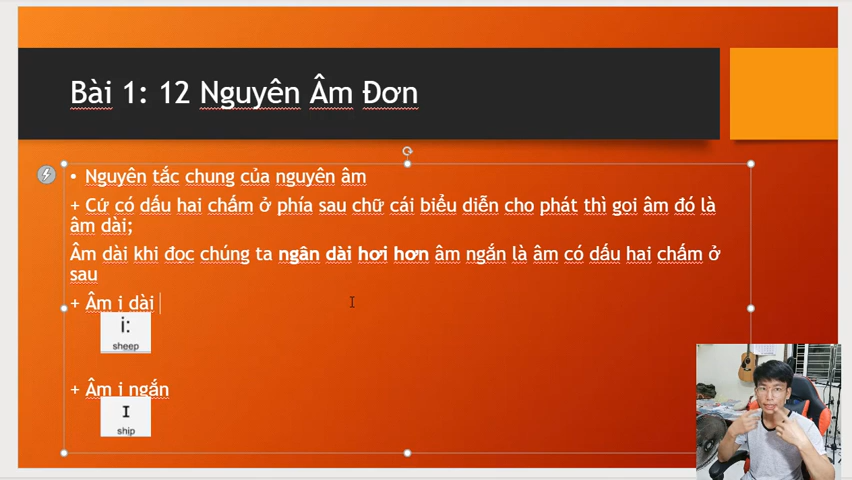 Bài 1: 12 Nguyên Âm Đơn
• Nguyên tắc chung của nguyên âm
+ Cứ có dấu hai chấm ở phía sau chữ cái biểu diễn cho phát thì gọi âm đó là
âm dài;
Âm dài khi đọc chúng ta ngân dài hơi hơn âm ngắn là âm có dấu hai chấm ở
sau
+ Âm i dài
i:
sheep
+ Âm i ngắn
ɪ
ship